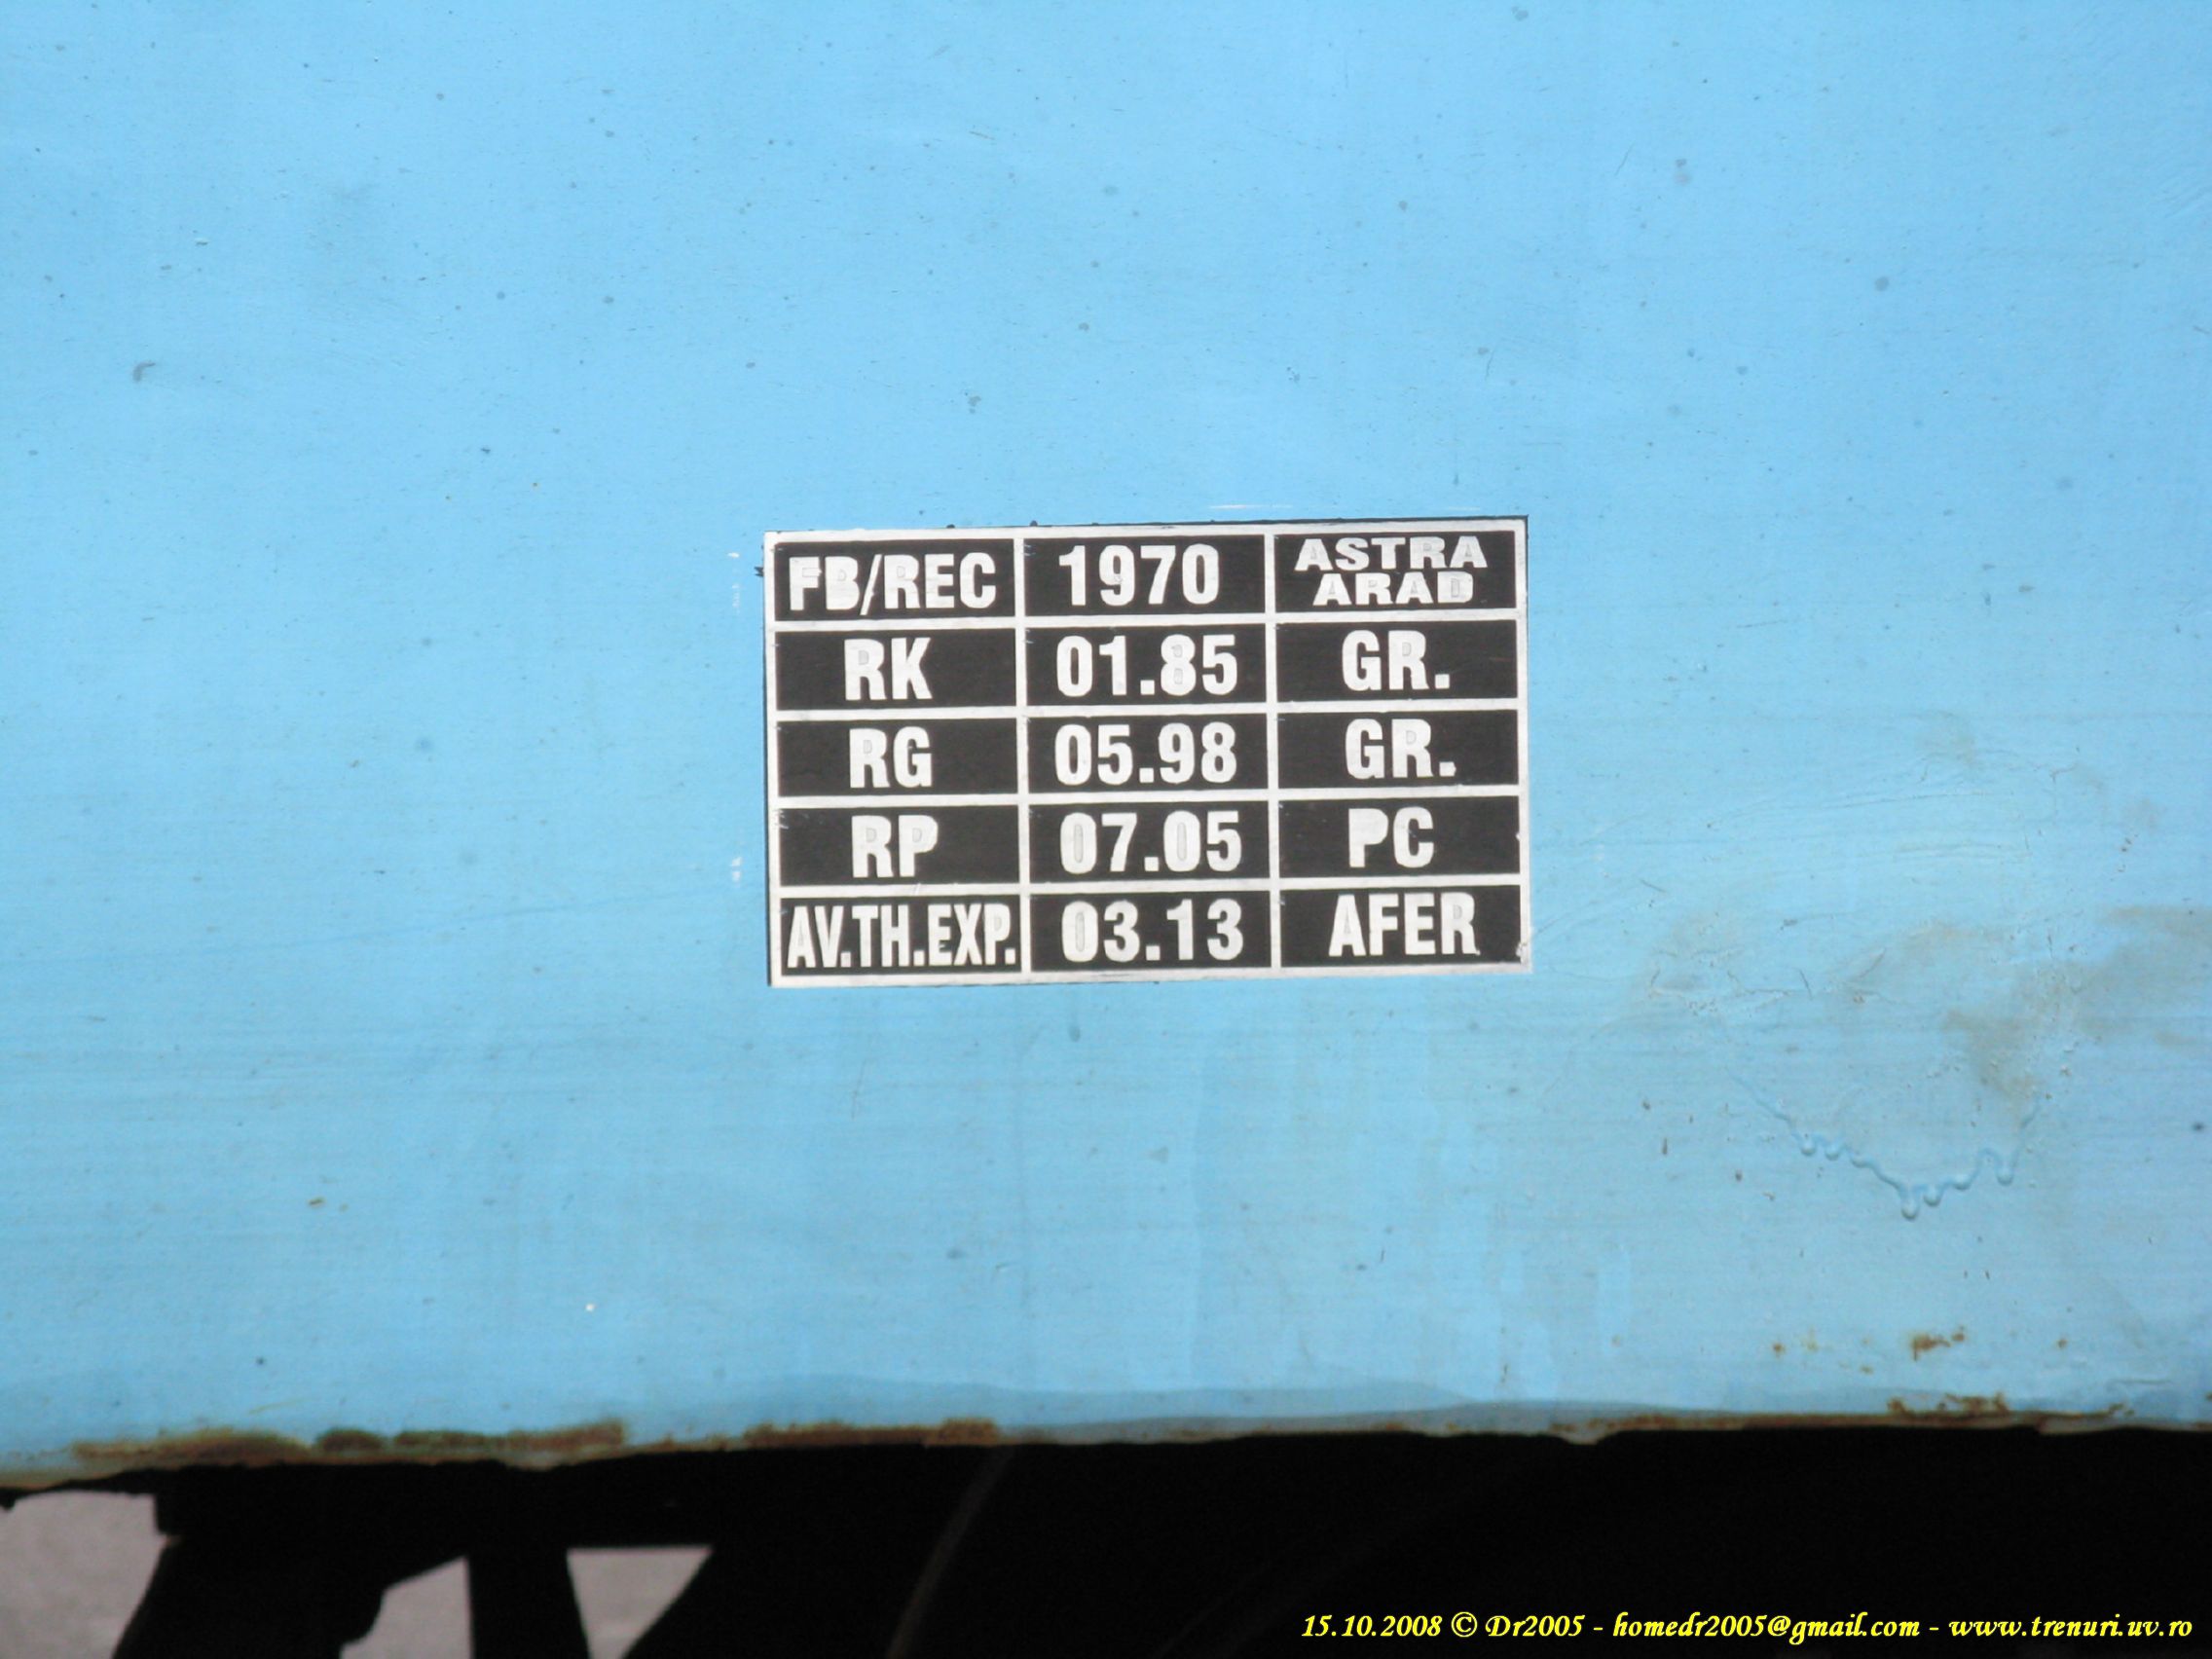 FB/REC 1970 ASTRA ARAD
RK 01.85 GR.
RG 05.98 GR.
RP 07.05 PC
AV.TH.EXP. 03.13 AFER
15.10.2008 © Dr2005 - homedr2005@gmail.com - www.trenuri.uv.ro